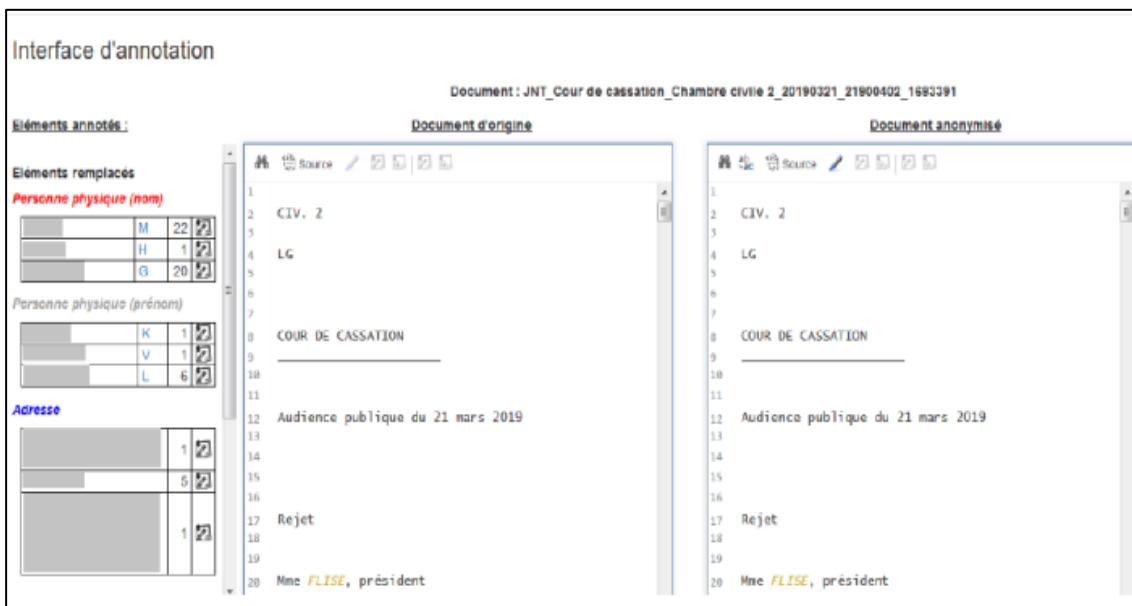 Interface d'annotation
Document : JNT_Cour de cassation_Chambre civile 2_20190321_21900402_1693391
Eléments annotés :
Document d'origine
Document anonymisé
Eléments remplacés
Personne physique (nom)
M 22
H 1
G 20
Personne physique (prénom)
K 1
V 1
L 6
Adresse
1
5
1
Source
1
2 CIV. 2
3
4 LG
5
6
7
8 COUR DE CASSATION
9
10
11
12 Audience publique du 21 mars 2019
13
14
15
16
17 Rejet
18
19
20 Mme FLISE, président
Source
1
2 CIV. 2
3
4 LG
5
6
7
8 COUR DE CASSATION
9
10
11
12 Audience publique du 21 mars 2019
13
14
15
16
17 Rejet
18
19
20 Mme FLISE, président